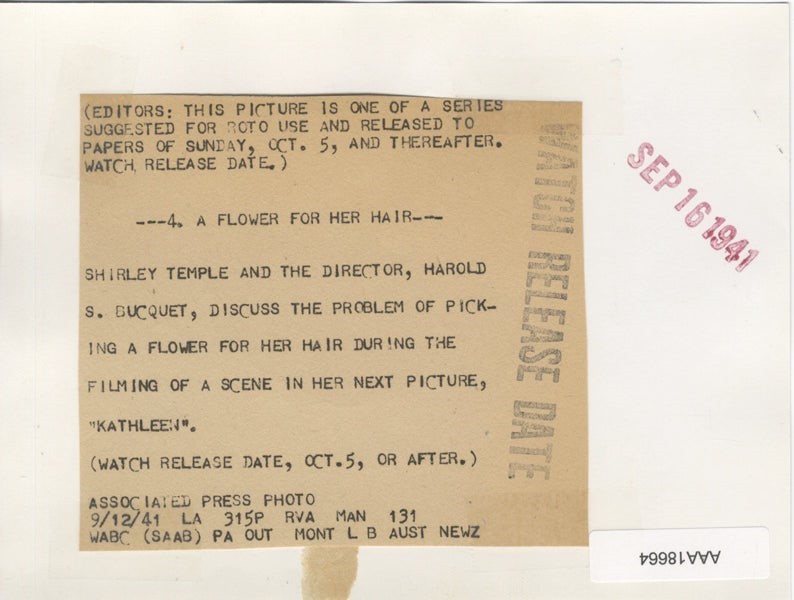 (EDITORS: THIS PICTURE IS ONE OF A SERIES
SUGGESTED FOR ROTO USE AND RELEASED TO
PAPERS OF SUNDAY, OCT. 5, AND THEREAFTER.
WATCH RELEASE DATE.)
---4. A FLOWER FOR HER HAIR---
SHIRLEY TEMPLE AND THE DIRECTOR, HAROLD
S. BUCQUET, DISCUSS THE PROBLEM OF PICK-
ING A FLOWER FOR HER HAIR DURING THE
FILMING OF A SCENE IN HER NEXT PICTURE,
"KATHLEEN".
(WATCH RELEASE DATE, OCT.5, OR AFTER.)
ASSOCIATED PRESS PHOTO
9/12/41 LA 315P RVA MAN 131
WABC (SAAB) PA OUT MONT L B AUST NEWZ
WATCH RELEASE DATE
SEP 16 1941
AAA18664